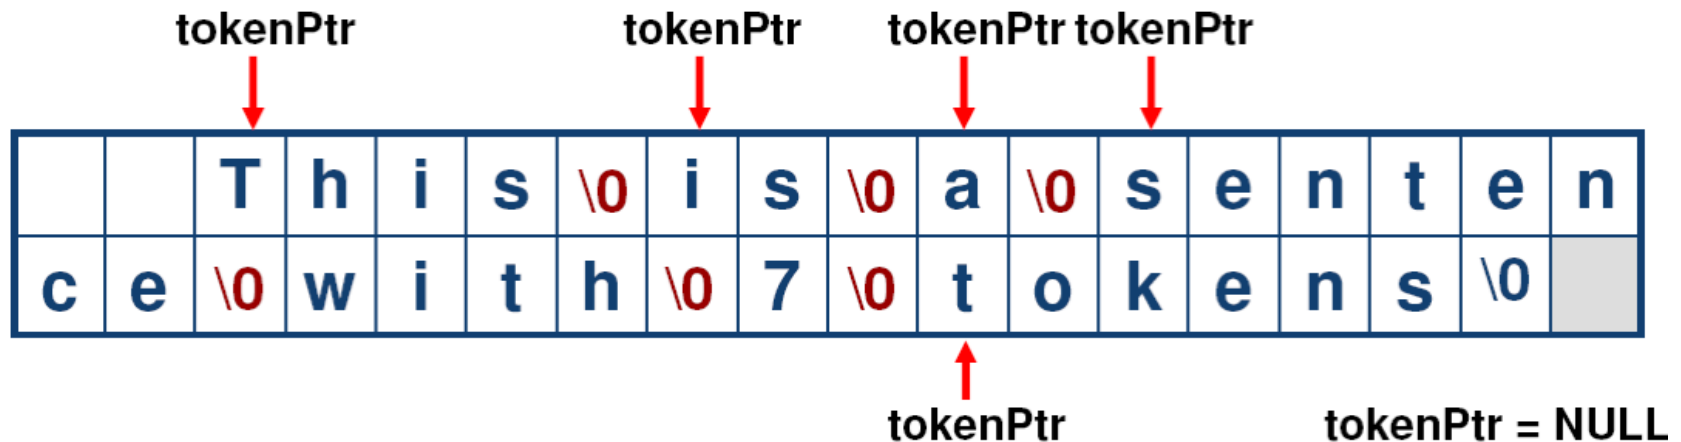 tokenPtr tokenPtr tokenPtr tokenPtr
T h i s \0 i s \0 a \0 s e n t e n
c e \0 w i t h \0 7 \0 t o k e n s \0
tokenPtr tokenPtr = NULL